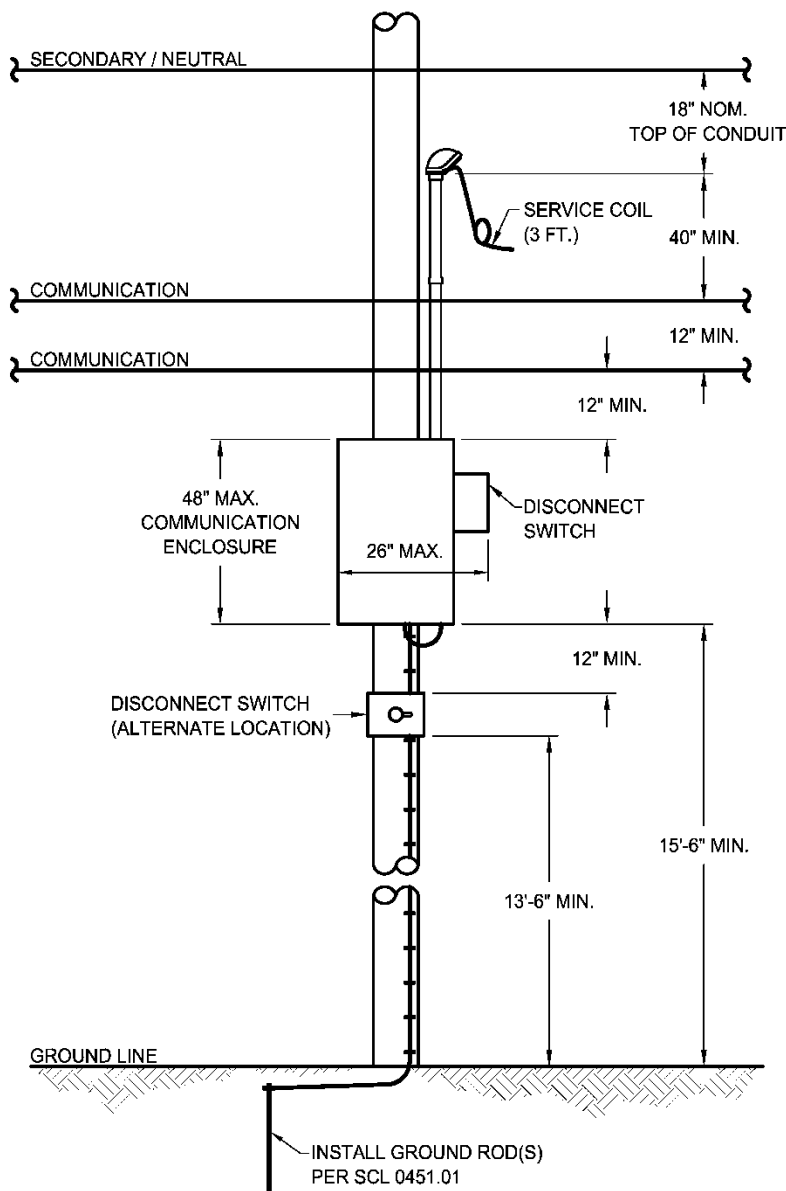 SECONDARY / NEUTRAL
18" NOM.
TOP OF CONDUIT
SERVICE COIL
(3 FT.)
40" MIN.
COMMUNICATION
12" MIN.
COMMUNICATION
12" MIN.
48" MAX.
COMMUNICATION
ENCLOSURE
26" MAX.
DISCONNECT
SWITCH
12" MIN.
DISCONNECT SWITCH
(ALTERNATE LOCATION)
15'-6" MIN.
13'-6" MIN.
GROUND LINE
INSTALL GROUND ROD(S)
PER SCL 0451.01